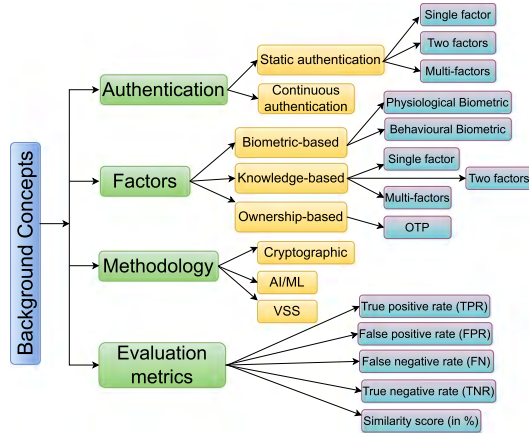 Background Concepts
Authentication
Static authentication
Single factor
Two factors
Multi-factors
Continuous
authentication
Factors
Biometric-based
Physiological Biometric
Behavioural Biometric
Knowledge-based
Single factor
Two factors
Multi-factors
Ownership-based
OTP
Methodology
Cryptographic
AI/ML
VSS
Evaluation
metrics
True positive rate (TPR)
False positive rate (FPR)
False negative rate (FN)
True negative rate (TNR)
Similarity score (in %)